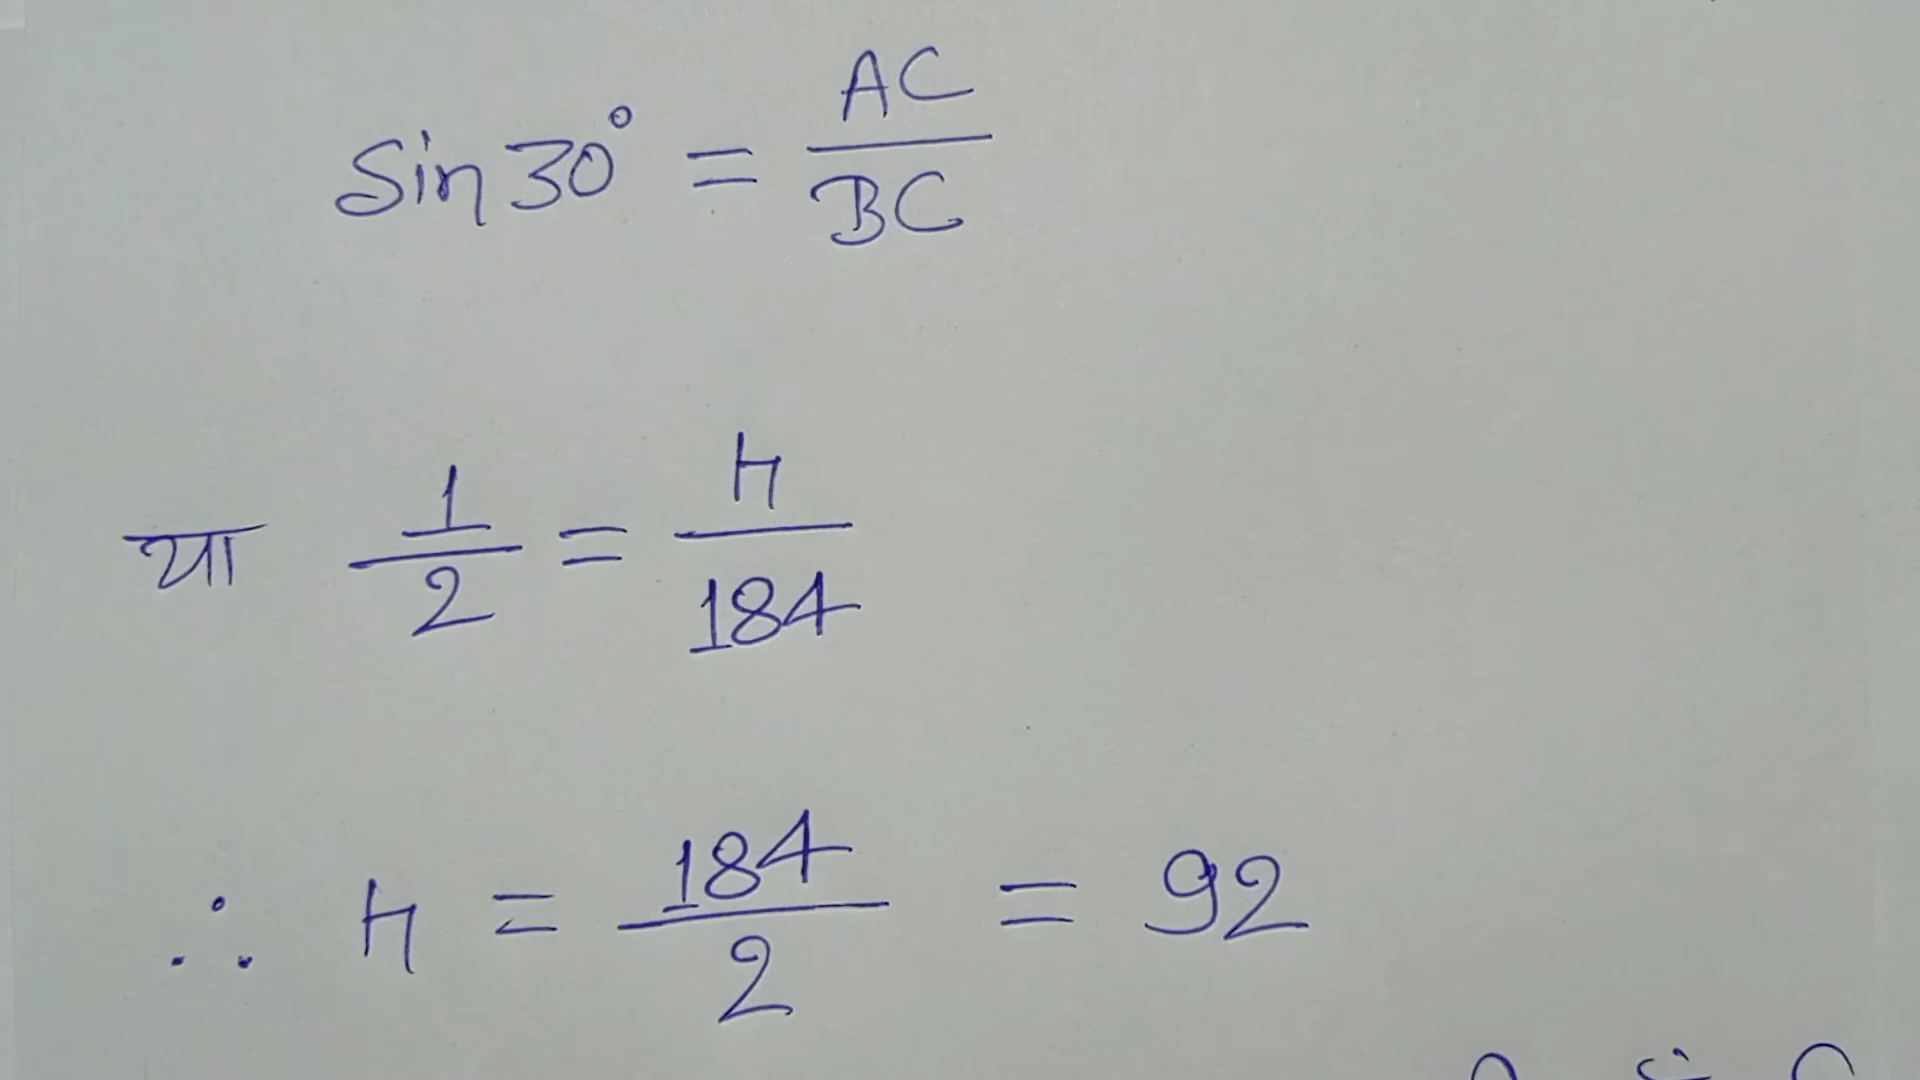 Sin 30° = AC/BC
या 1/2 = h/184
∴ h = 184/2 = 92